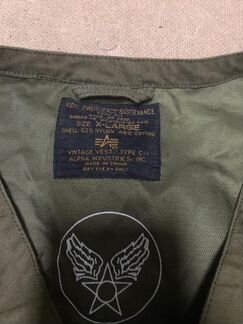 VEST EMERGENCY SUSTENANCE
SIZE X-LARGE
SHELL 52% NYLON 48% COTTON
VINTAGE VEST, TYPE C-1
ALPHA INDUSTRIES, INC.
MADE IN CHINA
DRY CLEAN ONLY